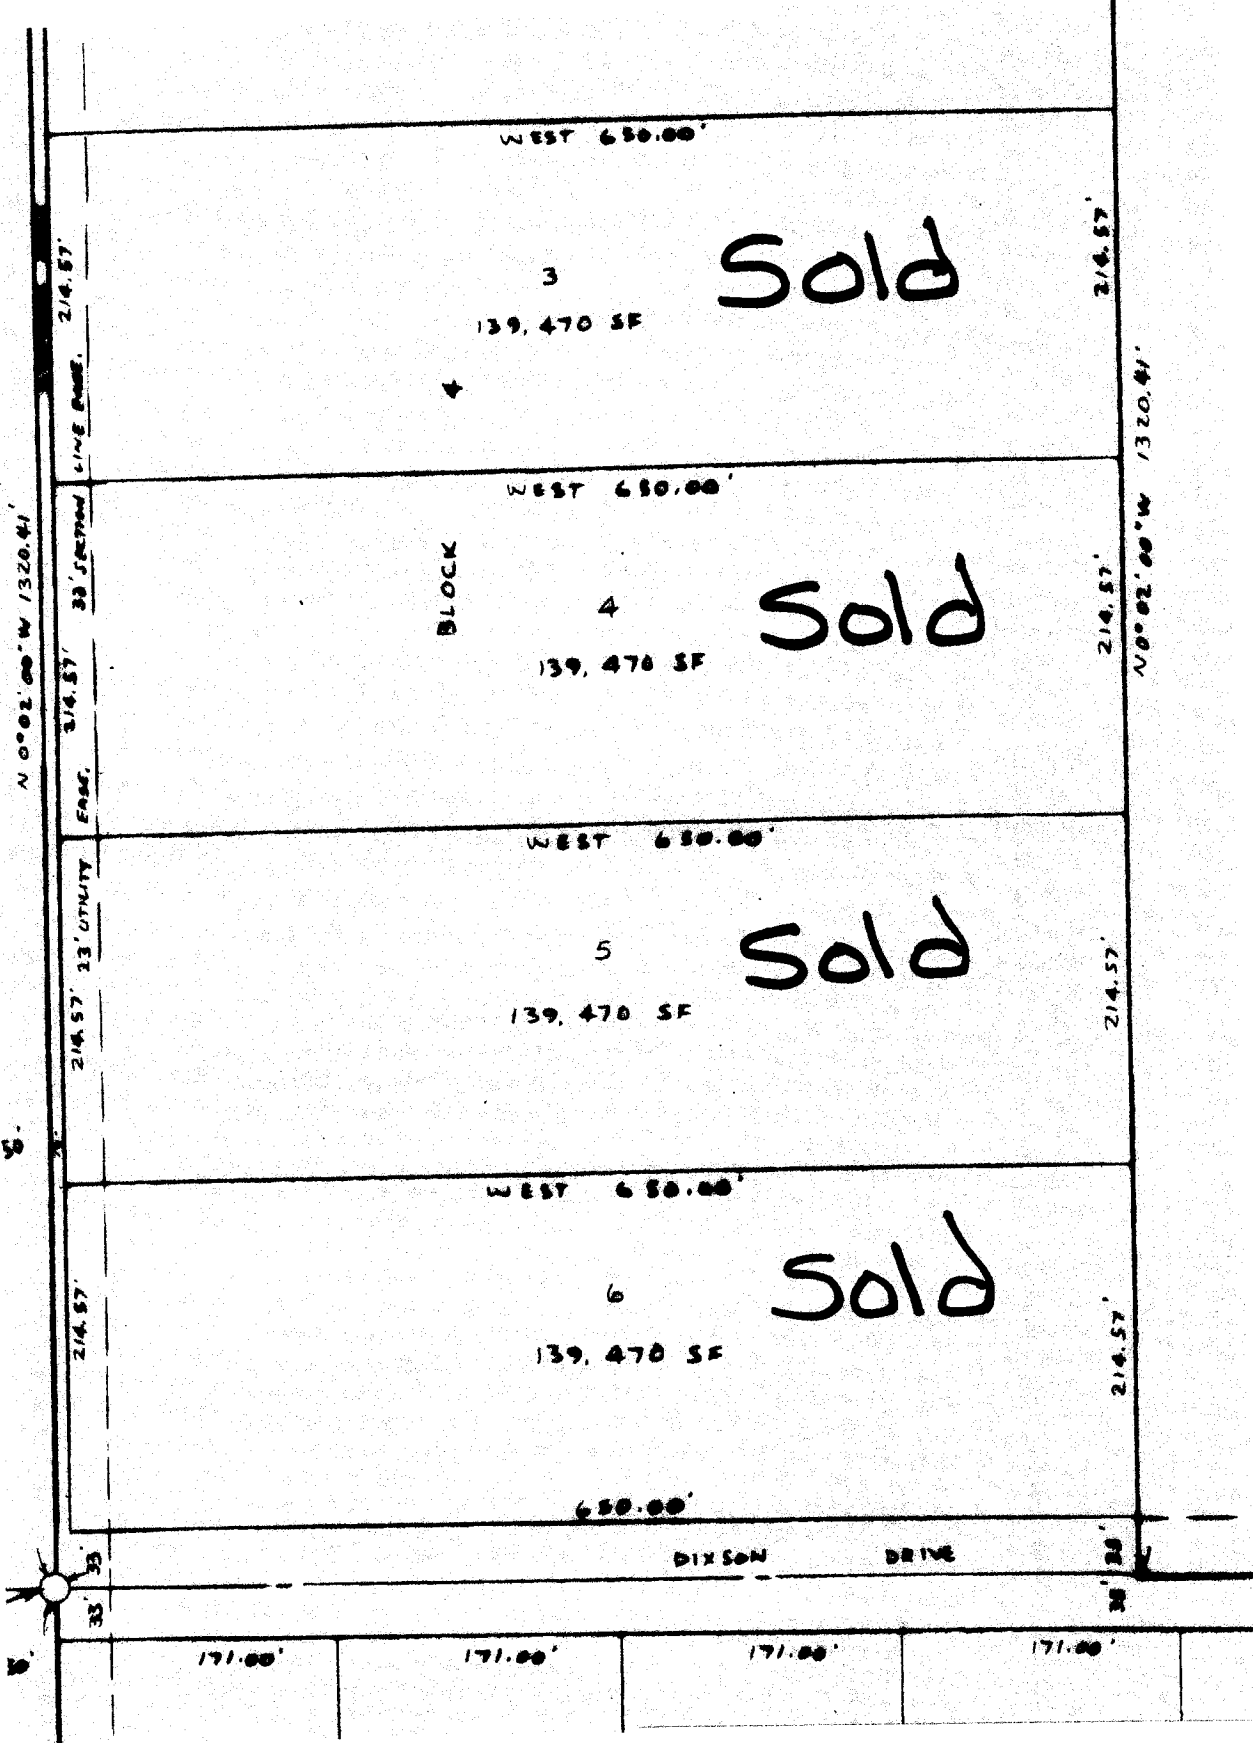 WEST 650.00'
3
Sold
139,470 SF
4
214.57'
214.57'
33' SECTION LINE EASE.
N 0°02'00"W 1320.41'
N 0°02'00"W 1320.41'
WEST 650.00'
BLOCK
4
Sold
139,470 SF
214.57'
214.57'
23' UTILITY EASE.
WEST 650.00'
5
Sold
139,470 SF
214.57'
214.57'
WEST 650.00'
6
Sold
139,470 SF
214.57'
214.57'
650.00'
DIXSON DRIVE
33'
33'
33'
171.00'
171.00'
171.00'
171.00'